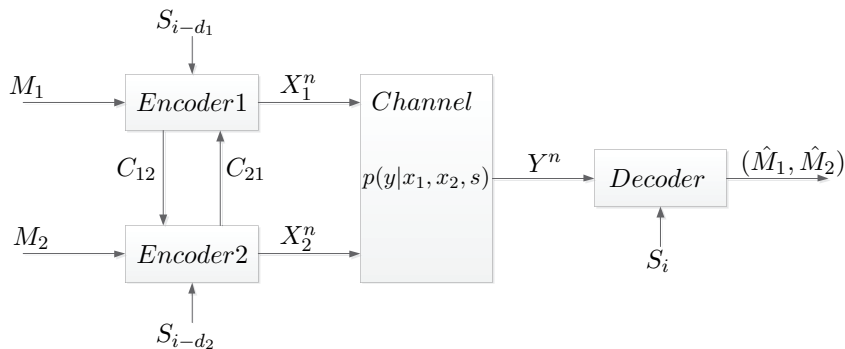 S_{i-d_1}
M_1
Encoder1
X_1^n
Channel
C_{12}
C_{21}
p(y|x_1, x_2, s)
Y^n
Decoder
(\hat{M}_1, \hat{M}_2)
M_2
Encoder2
X_2^n
S_i
S_{i-d_2}